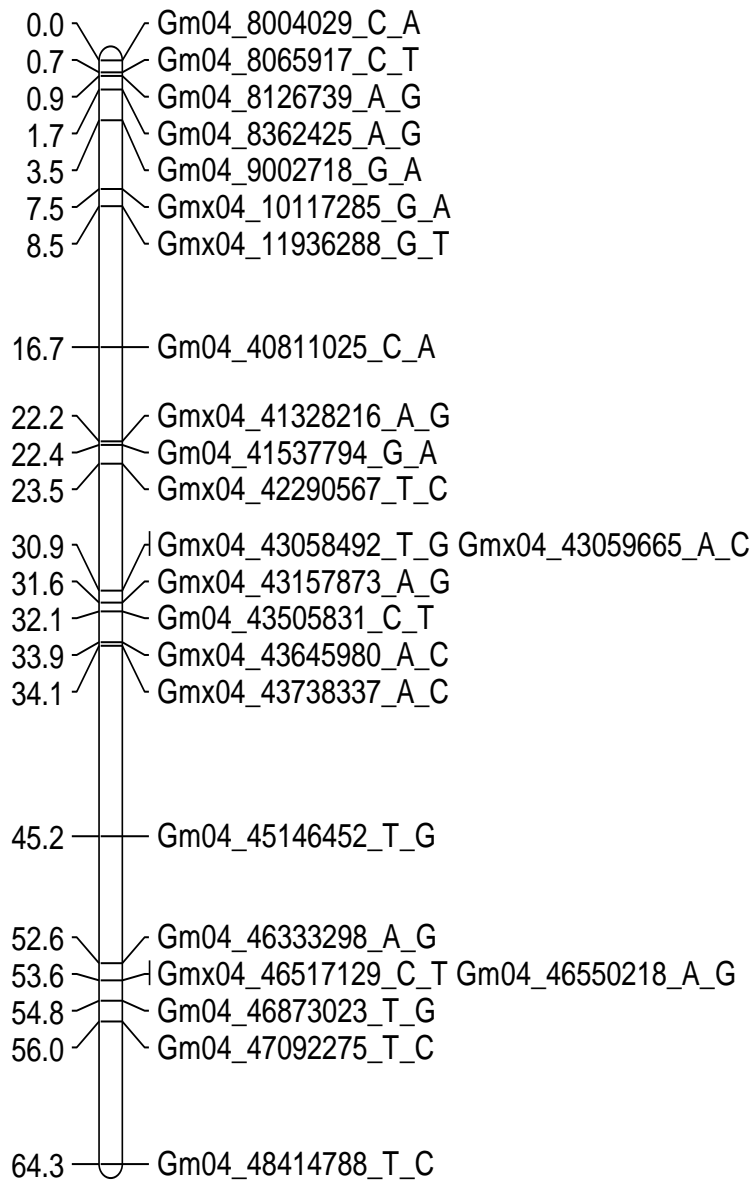 0.0 Gm04_8004029_C_A
0.7 Gm04_8065917_C_T
0.9 Gm04_8126739_A_G
1.7 Gm04_8362425_A_G
3.5 Gm04_9002718_G_A
7.5 Gmx04_10117285_G_A
8.5 Gmx04_11936288_G_T
16.7 Gm04_40811025_C_A
22.2 Gmx04_41328216_A_G
22.4 Gm04_41537794_G_A
23.5 Gmx04_42290567_T_C
30.9 Gmx04_43058492_T_G Gmx04_43059665_A_C
31.6 Gmx04_43157873_A_G
32.1 Gm04_43505831_C_T
33.9 Gmx04_43645980_A_C
34.1 Gmx04_43738337_A_C
45.2 Gm04_45146452_T_G
52.6 Gm04_46333298_A_G
53.6 Gmx04_46517129_C_T Gm04_46550218_A_G
54.8 Gm04_46873023_T_G
56.0 Gm04_47092275_T_C
64.3 Gm04_48414788_T_C